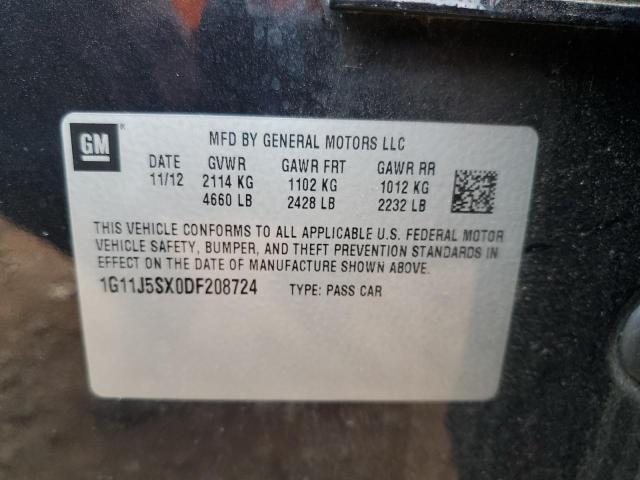 GM
MFD BY GENERAL MOTORS LLC
DATE GVWR GAWR FRT GAWR RR
11/12 2114 KG 1102 KG 1012 KG
4660 LB 2428 LB 2232 LB
THIS VEHICLE CONFORMS TO ALL APPLICABLE U.S. FEDERAL MOTOR
VEHICLE SAFETY, BUMPER, AND THEFT PREVENTION STANDARDS IN
EFFECT ON THE DATE OF MANUFACTURE SHOWN ABOVE.
1G11J5SX0DF208724 TYPE: PASS CAR